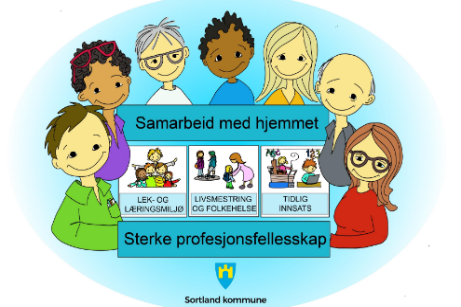 Samarbeid med hjemmet
LEK- OG
LÆRINGSMILJØ
LIVSMESTRING
OG FOLKEHELSE
TIDLIG
INNSATS
Sterke profesjonsfellesskap
Sortland kommune